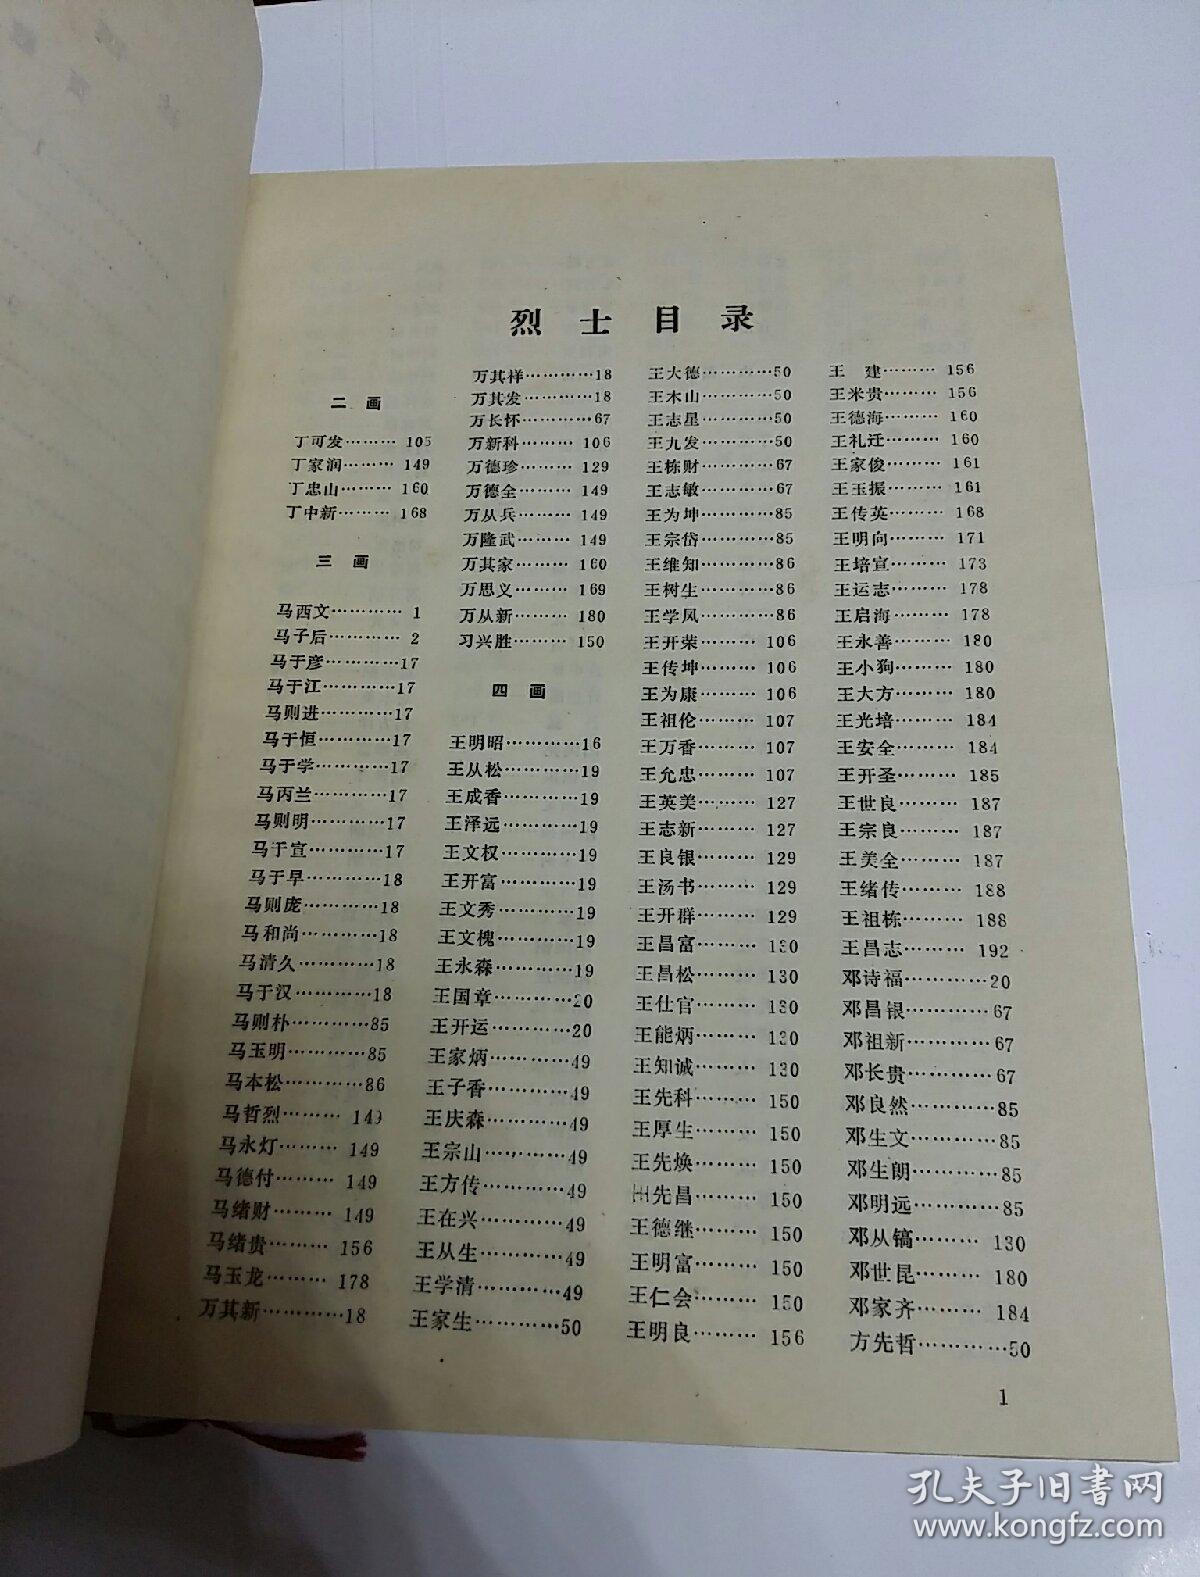 烈士目录
二画
丁可发……… 105
丁家润……… 149
丁忠山……… 160
丁中新……… 168
三画
马西文………… 1
马子后………… 2
马于彦…………17
马于江…………17
马则进…………17
马于恒…………17
马于学…………17
马丙兰…………17
马则明…………17
马于宣…………17
马于早…………18
马则庞…………18
马和尚…………18
马清久…………18
马于汉…………18
马则朴…………85
马玉明…………85
马本松…………86
马哲烈……… 149
马永灯……… 149
马德付……… 149
马绪财……… 149
马绪贵……… 156
马玉龙……… 178
万其新…………18
万其样…………18
万其发…………18
万长怀…………67
万新科……… 106
万德珍……… 129
万德全……… 149
万从兵……… 149
万隆武……… 149
万其家……… 160
万思义……… 169
万从新……… 180
习兴胜……… 150
四画
王明昭…………16
王从松…………19
王成香…………19
王泽远…………19
王文权…………19
王开富…………19
王文秀…………19
王文槐…………19
王永淼…………19
王国章…………20
王开运…………20
王家炳…………49
王子香…………49
王庆森…………49
王宗山…………49
王方传…………49
王在兴…………49
王从生…………49
王学清…………49
王家生…………50
王大德…………50
王木山…………50
王志星…………50
王九发…………50
王栋财…………67
王志敏…………67
王为坤…………85
王宗岱…………85
王维知…………86
王树生…………86
王学凤…………86
王开荣……… 106
王传坤……… 106
王为康……… 106
王祖伦……… 107
王万香……… 107
王允忠……… 107
王英美……… 127
王志新……… 127
王良银……… 129
王汤书……… 129
王开群……… 129
王昌富……… 130
王昌松……… 130
王仕官……… 130
王能炳……… 130
王知诚……… 130
王先科……… 150
王厚生……… 150
王先焕……… 150
王先昌……… 150
王德继……… 150
王明富……… 150
王仁会……… 150
王明良……… 156
王 建……… 156
王米贵……… 156
王德海……… 160
王礼迁……… 160
王家俊……… 161
王玉振……… 161
王传英……… 168
王明向……… 171
王培宣……… 173
王运志……… 178
王启海……… 178
王永善……… 180
王小狗……… 180
王大方……… 180
王光培……… 184
王安全……… 184
王开圣……… 185
王世良……… 187
王宗良……… 187
王美全……… 187
王绪传……… 188
王祖栋……… 188
王昌志……… 192
邓诗福…………20
邓昌银…………67
邓祖新…………67
邓长贵…………67
邓良然…………85
邓生文…………85
邓生朗…………85
邓明远…………85
邓从镐……… 130
邓世昆……… 180
邓家齐……… 184
方先哲…………50
1
孔夫子旧书网
www.kongfz.com